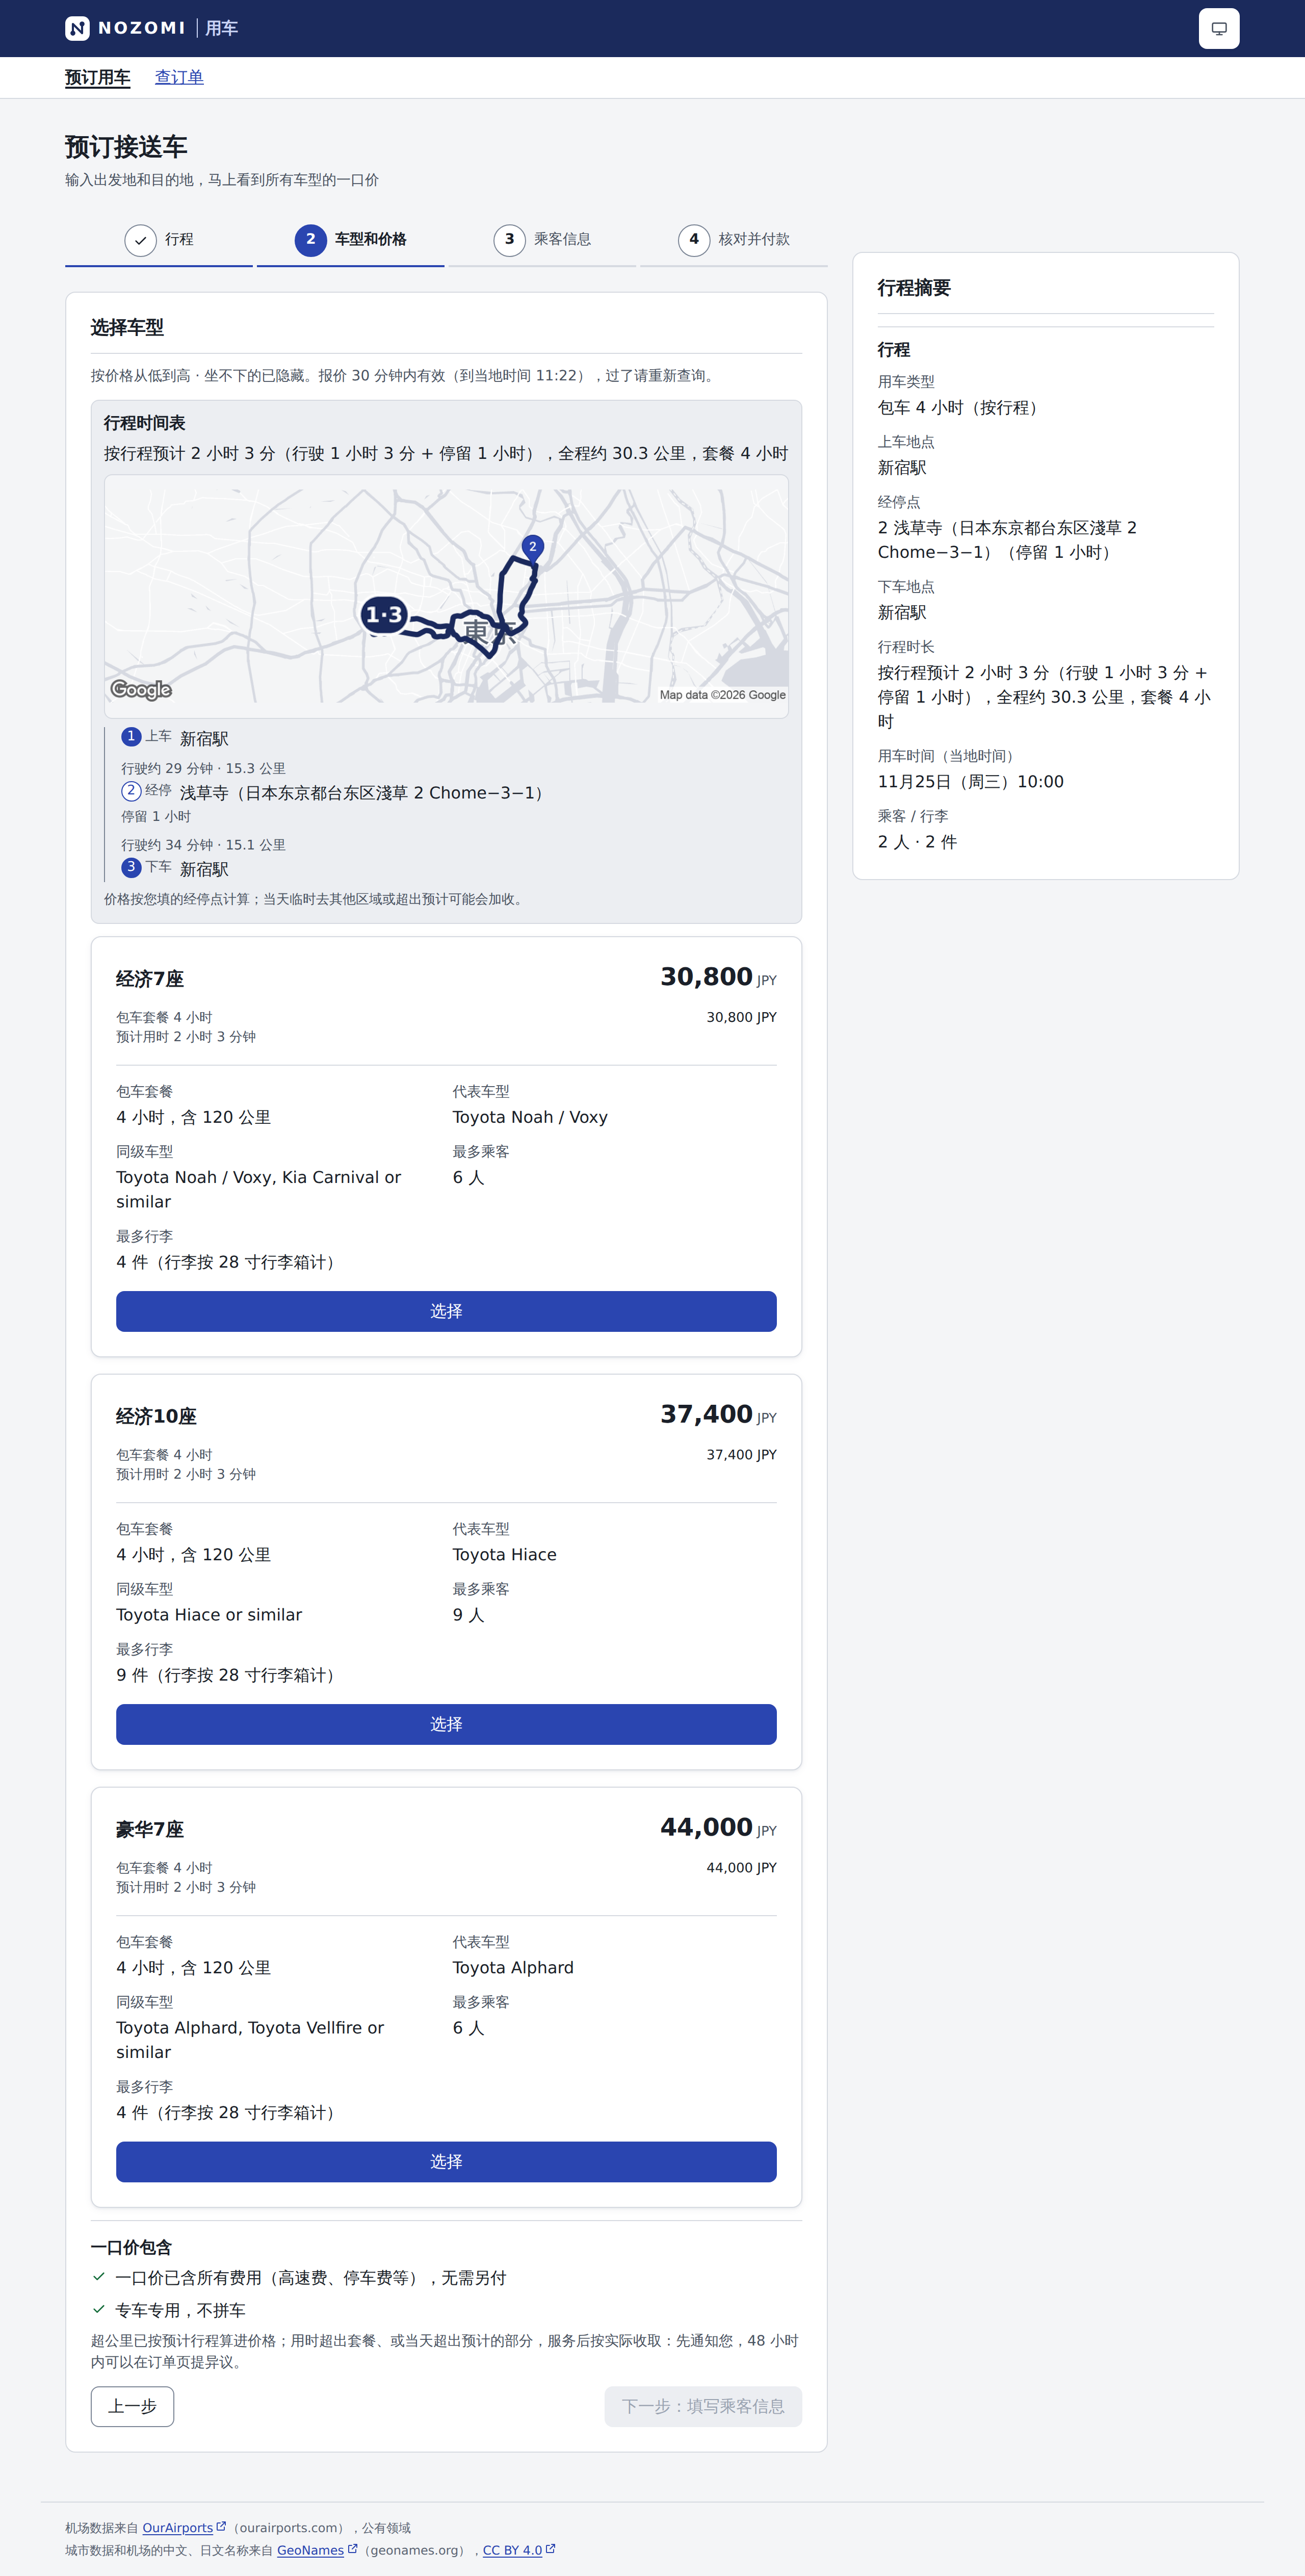 NOZOMI 用车
预订用车 查订单
预订接送车
输入出发地和目的地，马上看到所有车型的一口价
行程
2 车型和价格
3 乘客信息
4 核对并付款
选择车型
按价格从低到高 · 坐不下的已隐藏。报价 30 分钟内有效（到当地时间 11:22），过了请重新查询。
行程时间表
按行程预计 2 小时 3 分（行驶 1 小时 3 分 + 停留 1 小时），全程约 30.3 公里，套餐 4 小时
2
1·3
東京
Google
Map data ©2026 Google
1 上车 新宿駅
行驶约 29 分钟 · 15.3 公里
2 经停 浅草寺（日本东京都台东区淺草 2 Chome−3−1）
停留 1 小时
行驶约 34 分钟 · 15.1 公里
3 下车 新宿駅
价格按您填的经停点计算；当天临时去其他区域或超出预计可能会加收。
经济7座
30,800 JPY
包车套餐 4 小时
30,800 JPY
预计用时 2 小时 3 分钟
包车套餐
4 小时，含 120 公里
代表车型
Toyota Noah / Voxy
同级车型
Toyota Noah / Voxy, Kia Carnival or
similar
最多乘客
6 人
最多行李
4 件（行李按 28 寸行李箱计）
选择
经济10座
37,400 JPY
包车套餐 4 小时
37,400 JPY
预计用时 2 小时 3 分钟
包车套餐
4 小时，含 120 公里
代表车型
Toyota Hiace
同级车型
Toyota Hiace or similar
最多乘客
9 人
最多行李
9 件（行李按 28 寸行李箱计）
选择
豪华7座
44,000 JPY
包车套餐 4 小时
44,000 JPY
预计用时 2 小时 3 分钟
包车套餐
4 小时，含 120 公里
代表车型
Toyota Alphard
同级车型
Toyota Alphard, Toyota Vellfire or
similar
最多乘客
6 人
最多行李
4 件（行李按 28 寸行李箱计）
选择
一口价包含
一口价已含所有费用（高速费、停车费等），无需另付
专车专用，不拼车
超公里已按预计行程算进价格；用时超出套餐、或当天超出预计的部分，服务后按实际收取：先通知您，48 小时
内可以在订单页提异议。
上一步
下一步：填写乘客信息
行程摘要
行程
用车类型
包车 4 小时（按行程）
上车地点
新宿駅
经停点
2 浅草寺（日本东京都台东区淺草 2
Chome−3−1）（停留 1 小时）
下车地点
新宿駅
行程时长
按行程预计 2 小时 3 分（行驶 1 小时 3 分 +
停留 1 小时），全程约 30.3 公里，套餐 4 小
时
用车时间（当地时间）
11月25日（周三）10:00
乘客 / 行李
2 人 · 2 件
机场数据来自 OurAirports（ourairports.com），公有领域
城市数据和机场的中文、日文名称来自 GeoNames（geonames.org），CC BY 4.0